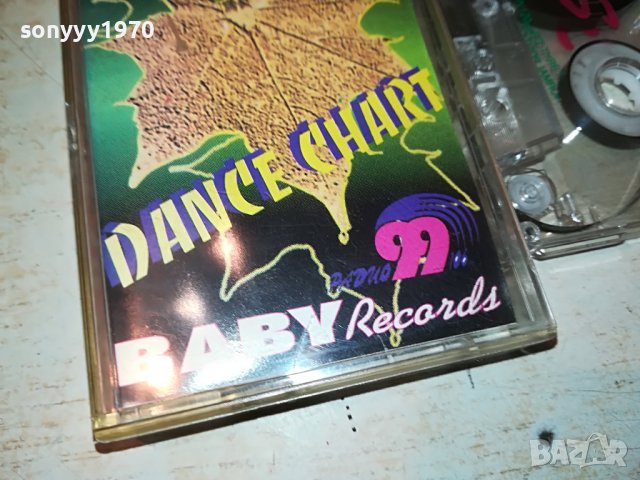 sonyyy1970
DANCE CHART
РАДИО 99
BABY Records
BAZAR